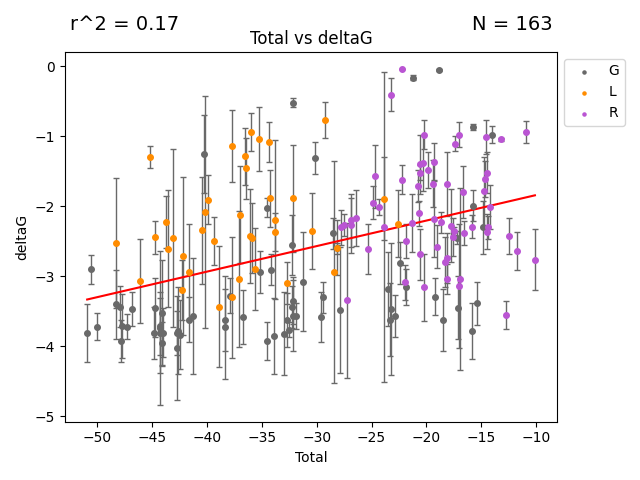 r^2 = 0.17 N = 163
Total vs deltaG
0
−1
−2
−3
−4
−5
deltaG
−50 −45 −40 −35 −30 −25 −20 −15 −10
Total
G
L
R